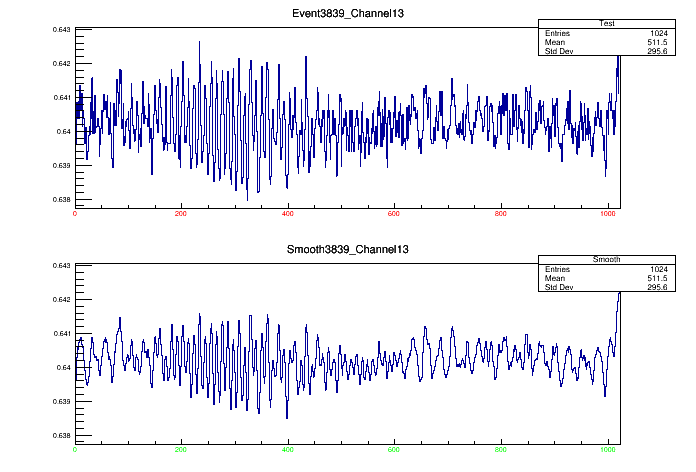 Event3839_Channel13
Test
Entries 1024
Mean 511.5
Std Dev 295.6
0.643
0.642
0.641
0.64
0.639
0.638
0 200 400 600 800 1000
Smooth3839_Channel13
Smooth
Entries 1024
Mean 511.5
Std Dev 295.6
0.643
0.642
0.641
0.64
0.639
0.638
0 200 400 600 800 1000